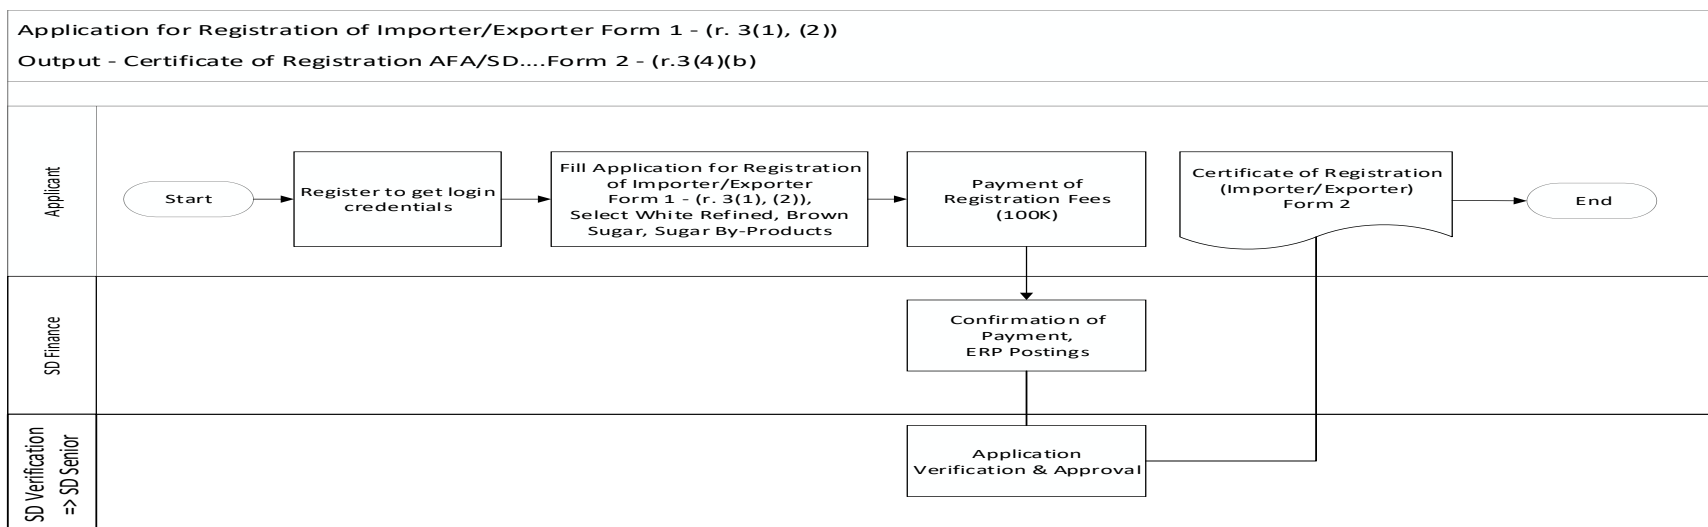 Application for Registration of Importer/Exporter Form 1 - (r. 3(1), (2))
Output - Certificate of Registration AFA/SD....Form 2 - (r.3(4)(b)
Applicant
Start
Register to get login
credentials
Fill Application for Registration
of Importer/Exporter
Form 1 - (r. 3(1), (2)),
Select White Refined, Brown
Sugar, Sugar By-Products
Payment of
Registration Fees
(100K)
Certificate of Registration
(Importer/Exporter)
Form 2
End
SD Finance
Confirmation of
Payment,
ERP Postings
SD Verification
=> SD Senior
Application
Verification & Approval